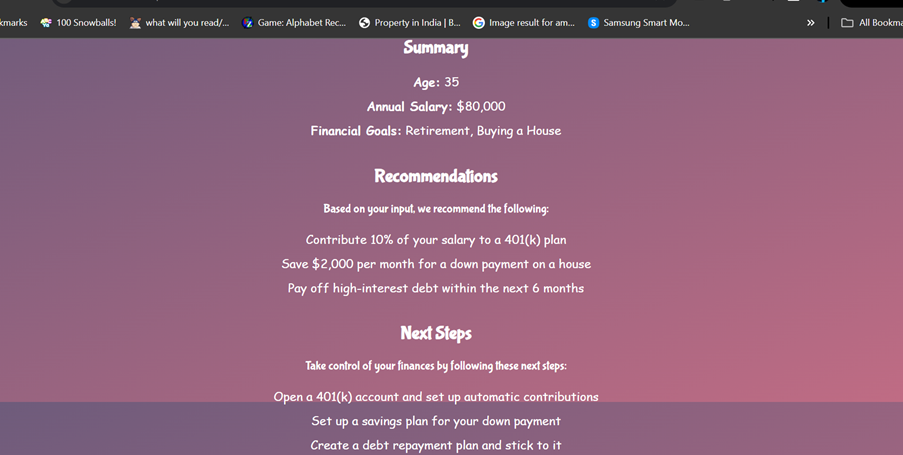 kmarks
100 Snowballs!
what will you read/...
Game: Alphabet Rec...
Property in India | B...
Image result for am...
Samsung Smart Mo...
»
All Bookma
Summary
Age: 35
Annual Salary: $80,000
Financial Goals: Retirement, Buying a House
Recommendations
Based on your input, we recommend the following:
Contribute 10% of your salary to a 401(k) plan
Save $2,000 per month for a down payment on a house
Pay off high-interest debt within the next 6 months
Next Steps
Take control of your finances by following these next steps:
Open a 401(k) account and set up automatic contributions
Set up a savings plan for your down payment
Create a debt repayment plan and stick to it